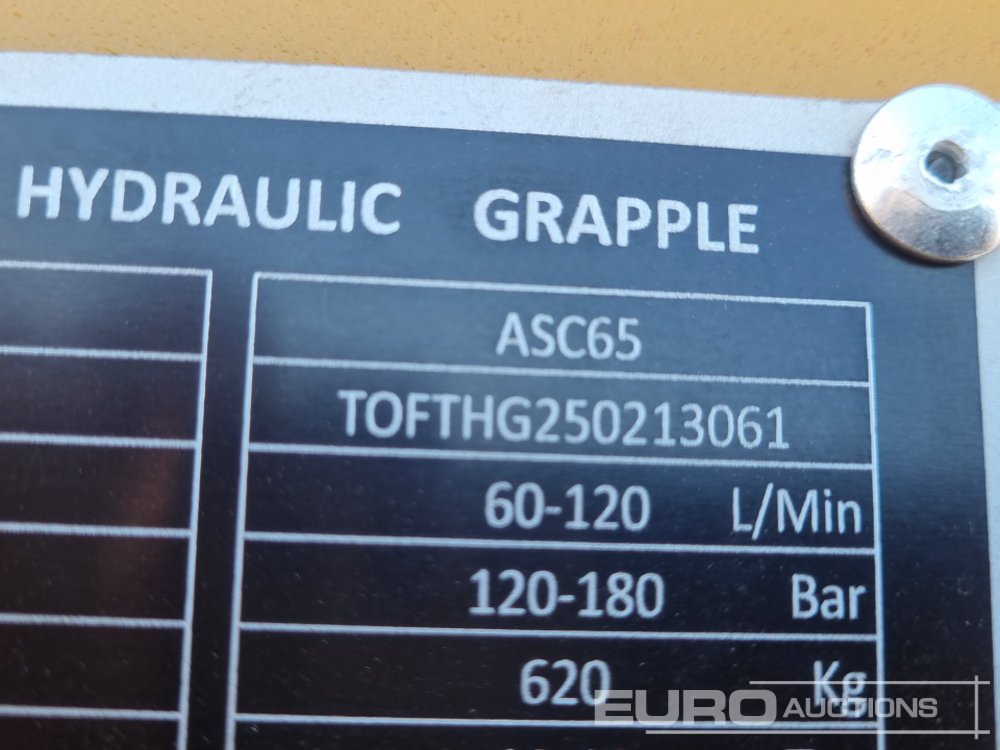 HYDRAULIC GRAPPLE
ASC65
TOFTHG250213061
60-120 L/Min
120-180 Bar
620 Kg
EURO AUCTIONS